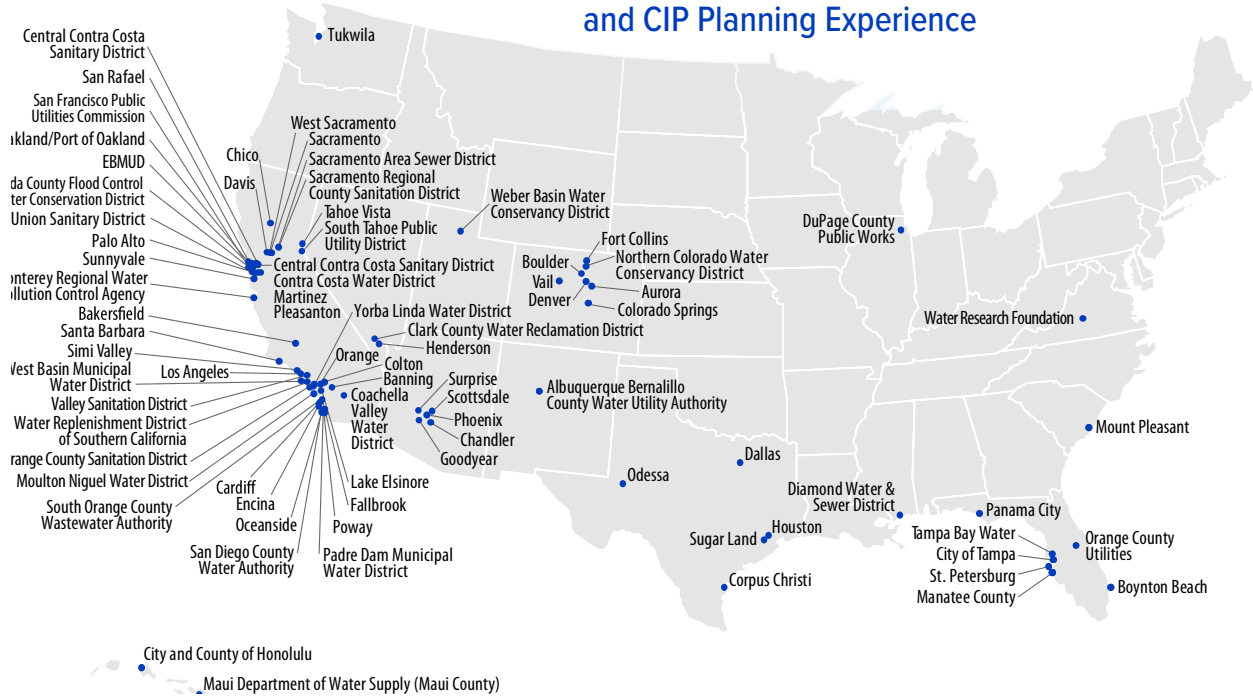 and CIP Planning Experience
Tukwila
Central Contra Costa
Sanitary District
San Rafael
San Francisco Public
Utilities Commission
akland/Port of Oakland
EBMUD
da County Flood Control
ter Conservation District
Union Sanitary District
Palo Alto
Sunnyvale
onterey Regional Water
ollution Control Agency
Bakersfield
Santa Barbara
Simi Valley
Los Angeles
West Basin Municipal
Water District
Valley Sanitation District
Water Replenishment District
of Southern California
range County Sanitation District
Moulton Niguel Water District
South Orange County
Wastewater Authority
Chico
Davis
West Sacramento
Sacramento
Sacramento Area Sewer District
Sacramento Regional
County Sanitation District
Tahoe Vista
South Tahoe Public
Utility District
Central Contra Costa Sanitary District
Contra Costa Water District
Martinez
Pleasanton
Yorba Linda Water District
Clark County Water Reclamation District
Henderson
Orange
Colton
Banning
Coachella
Valley
Water
District
Cardiff
Encina
Oceanside
San Diego County
Water Authority
Lake Elsinore
Fallbrook
Poway
Padre Dam Municipal
Water District
Weber Basin Water
Conservancy District
Fort Collins
Northern Colorado Water
Conservancy District
Boulder
Vail
Denver
Aurora
Colorado Springs
Surprise
Scottsdale
Phoenix
Chandler
Goodyear
Albuquerque Bernalillo
County Water Utility Authority
Odessa
Dallas
Houston
Sugar Land
Corpus Christi
DuPage County
Public Works
Water Research Foundation
Mount Pleasant
Diamond Water &
Sewer District
Panama City
Tampa Bay Water
City of Tampa
St. Petersburg
Manatee County
Orange County
Utilities
Boynton Beach
City and County of Honolulu
Maui Department of Water Supply (Maui County)